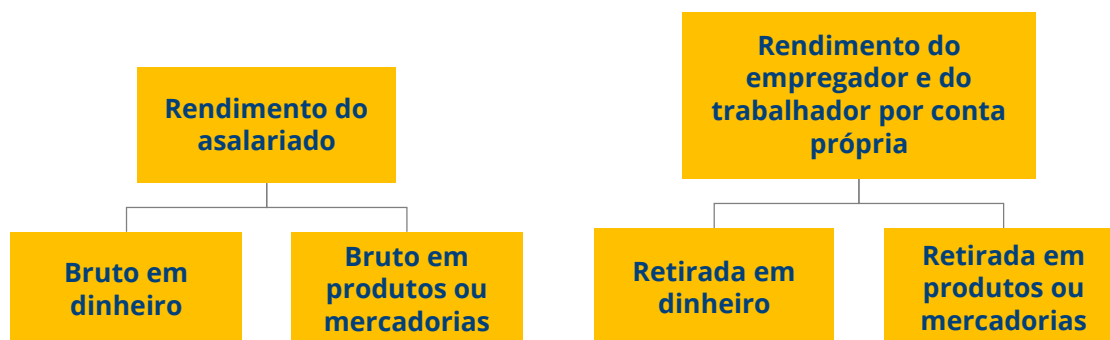 Rendimento do
asalariado
Bruto em
dinheiro
Bruto em
produtos ou
mercadorias
Rendimento do
empregador e do
trabalhador por conta
própria
Retirada em
dinheiro
Retirada em
produtos ou
mercadorias